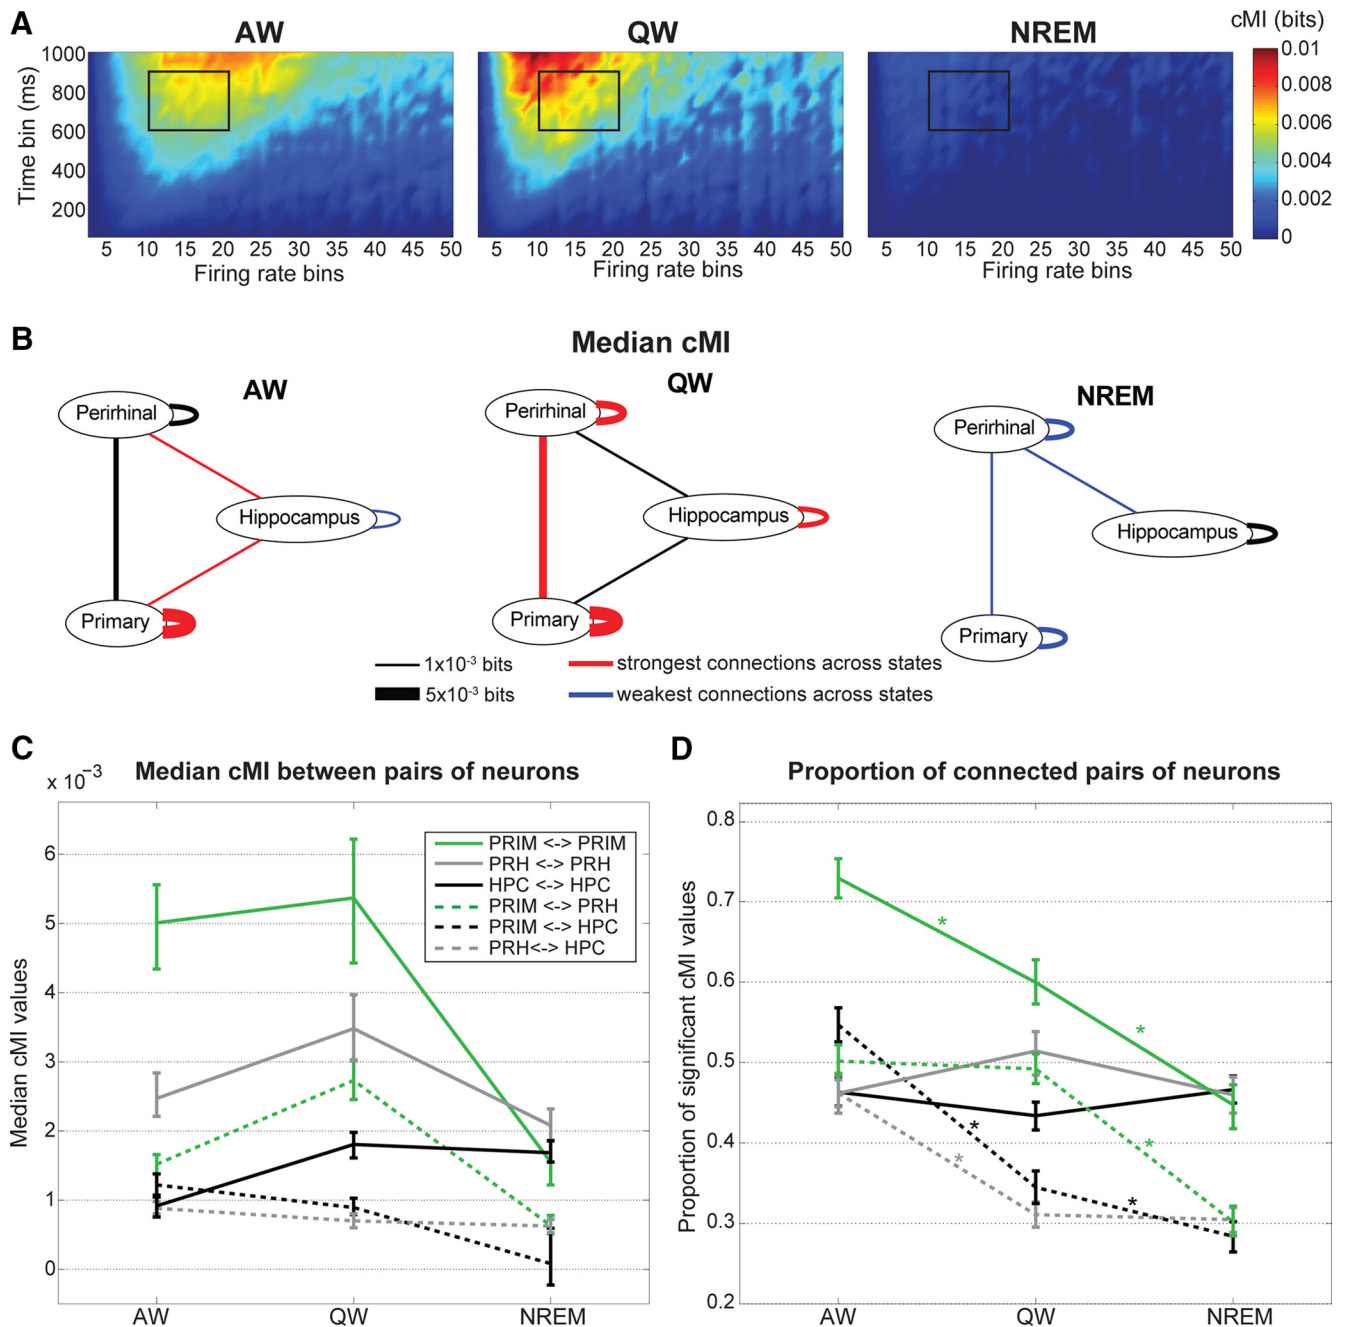 A
AW
QW
NREM
cMI (bits)
Time bin (ms)
1000
800
600
400
200
5 10 15 20 25 30 35 40 45 50
Firing rate bins
5 10 15 20 25 30 35 40 45 50
Firing rate bins
5 10 15 20 25 30 35 40 45 50
Firing rate bins
0.01
0.008
0.006
0.004
0.002
0
B
Median cMI
AW
Perirhinal
Hippocampus
Primary
QW
Perirhinal
Hippocampus
Primary
NREM
Perirhinal
Hippocampus
Primary
1x10⁻³ bits
5x10⁻³ bits
strongest connections across states
weakest connections across states
C
x 10⁻³
Median cMI between pairs of neurons
Median cMI values
6
5
4
3
2
1
0
PRIM <-> PRIM
PRH <-> PRH
HPC <-> HPC
PRIM <-> PRH
PRIM <-> HPC
PRH<-> HPC
AW QW NREM
D
Proportion of connected pairs of neurons
Proportion of significant cMI values
0.8
0.7
0.6
0.5
0.4
0.3
0.2
*
*
*
*
*
*
AW QW NREM